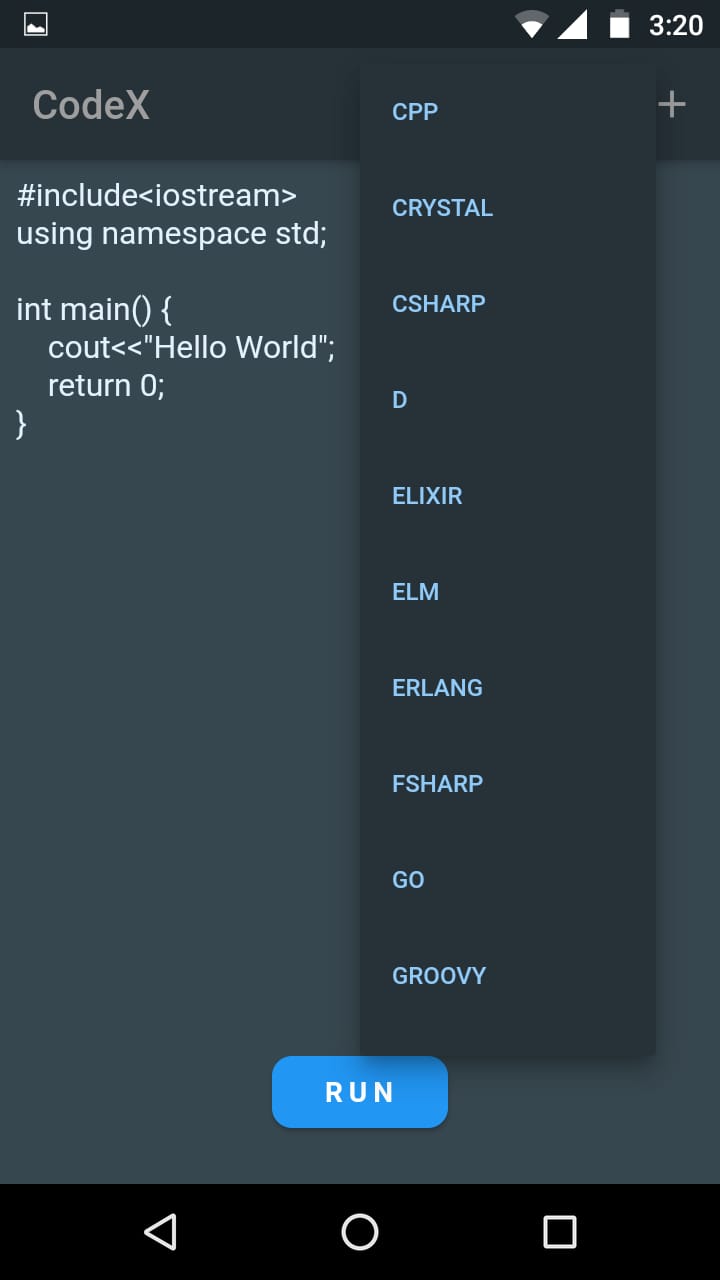 3:20
CodeX
#include<iostream>
using namespace std;
int main() {
cout<<"Hello World";
return 0;
}
CPP
CRYSTAL
CSHARP
D
ELIXIR
ELM
ERLANG
FSHARP
GO
GROOVY
RUN